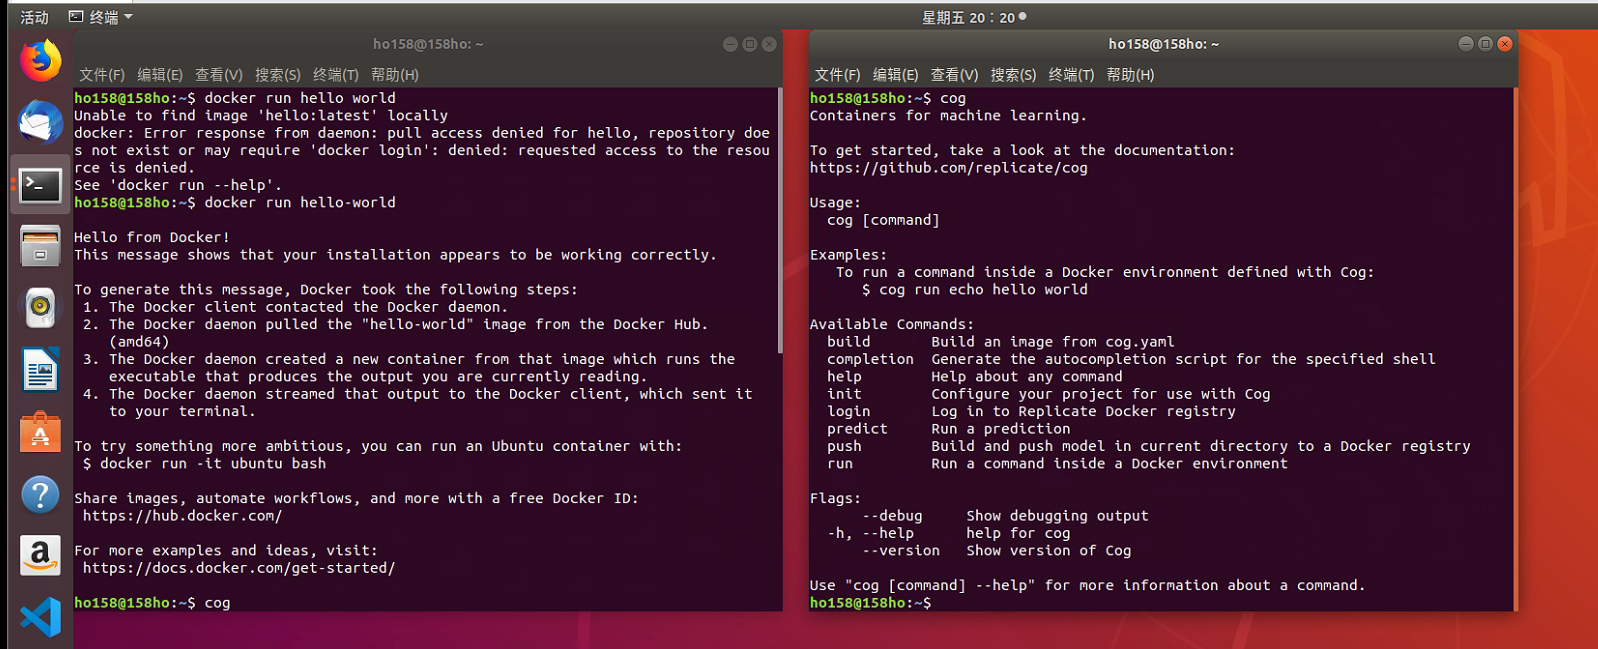 活动 终端 星期五 20：20
ho158@158ho: ~
文件(F) 编辑(E) 查看(V) 搜索(S) 终端(T) 帮助(H)
ho158@158ho:~$ docker run hello world
Unable to find image 'hello:latest' locally
docker: Error response from daemon: pull access denied for hello, repository doe
s not exist or may require 'docker login': denied: requested access to the resou
rce is denied.
See 'docker run --help'.
ho158@158ho:~$ docker run hello-world
Hello from Docker!
This message shows that your installation appears to be working correctly.
To generate this message, Docker took the following steps:
1. The Docker client contacted the Docker daemon.
2. The Docker daemon pulled the "hello-world" image from the Docker Hub.
(amd64)
3. The Docker daemon created a new container from that image which runs the
executable that produces the output you are currently reading.
4. The Docker daemon streamed that output to the Docker client, which sent it
to your terminal.
To try something more ambitious, you can run an Ubuntu container with:
$ docker run -it ubuntu bash
Share images, automate workflows, and more with a free Docker ID:
https://hub.docker.com/
For more examples and ideas, visit:
https://docs.docker.com/get-started/
ho158@158ho:~$ cog
ho158@158ho: ~
文件(F) 编辑(E) 查看(V) 搜索(S) 终端(T) 帮助(H)
ho158@158ho:~$ cog
Containers for machine learning.
To get started, take a look at the documentation:
https://github.com/replicate/cog
Usage:
cog [command]
Examples:
To run a command inside a Docker environment defined with Cog:
$ cog run echo hello world
Available Commands:
build Build an image from cog.yaml
completion Generate the autocompletion script for the specified shell
help Help about any command
init Configure your project for use with Cog
login Log in to Replicate Docker registry
predict Run a prediction
push Build and push model in current directory to a Docker registry
run Run a command inside a Docker environment
Flags:
--debug Show debugging output
-h, --help help for cog
--version Show version of Cog
Use "cog [command] --help" for more information about a command.
ho158@158ho:~$